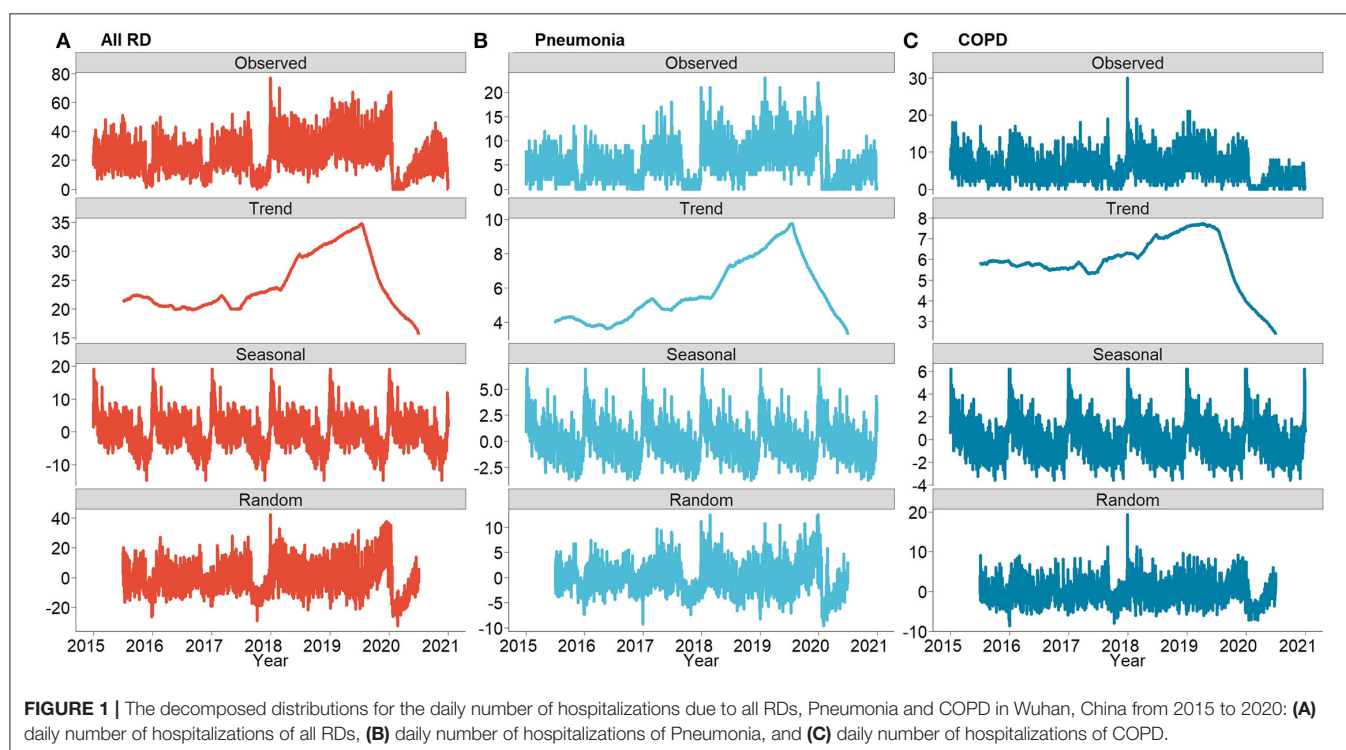 A All RD
Observed
80
60
40
20
0
Trend
35
30
25
20
15
Seasonal
20
10
0
-10
Random
40
20
0
-20
2015 2016 2017 2018 2019 2020 2021
Year
B Pneumonia
Observed
20
15
10
5
0
Trend
10
8
6
4
Seasonal
5.0
2.5
0.0
-2.5
Random
10
5
0
-5
-10
2015 2016 2017 2018 2019 2020 2021
Year
C COPD
Observed
30
20
10
0
Trend
8
7
6
5
4
3
Seasonal
6
4
2
0
-2
-4
Random
20
10
0
-10
2015 2016 2017 2018 2019 2020 2021
Year
FIGURE 1 | The decomposed distributions for the daily number of hospitalizations due to all RDs, Pneumonia and COPD in Wuhan, China from 2015 to 2020: (A)
daily number of hospitalizations of all RDs, (B) daily number of hospitalizations of Pneumonia, and (C) daily number of hospitalizations of COPD.